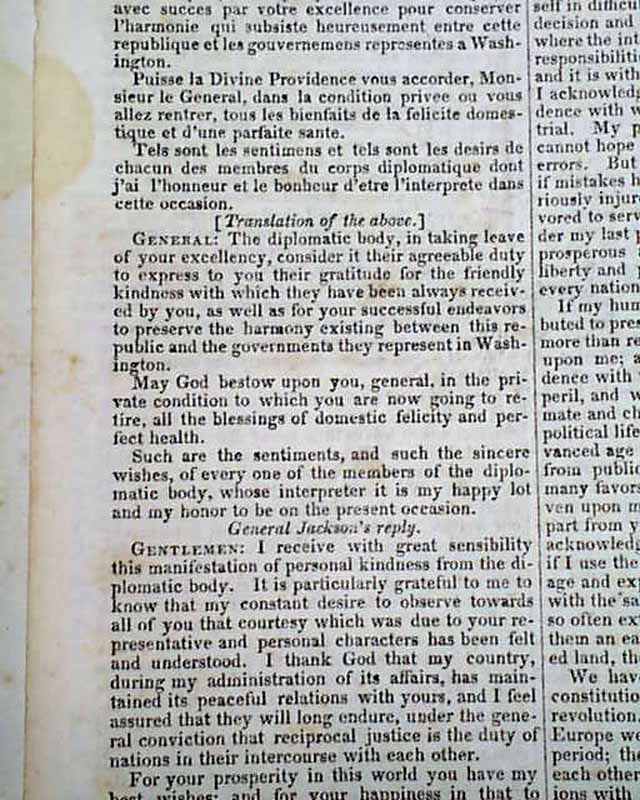 avec succes par votre excellence pour conserver
l'harmonie qui subsiste heureusement entre cette
republique et les gouvernemens representes a Wash-
ington.
Puisse la Divine Providence vous accorder, Mon-
sieur le General, dans la condition privee ou vous
allez rentrer, tous les bienfaits de la felicite domes-
tique et d'une parfaite sante.
Tels sont les sentimens et tels sont les desirs de
chacun des membres du corps diplomatique dont
j'ai l'honneur et le bonheur d'etre l'interprete dans
cette occasion.
[Translation of the above.]
GENERAL: The diplomatic body, in taking leave
of your excellency, consider it their agreeable duty
to express to you their gratitude for the friendly
kindness with which they have been always receiv-
ed by you, as well as for your successful endeavors
to preserve the harmony existing between this re-
public and the governments they represent in Wash-
ington.
May God bestow upon you, general, in the pri-
vate condition to which you are now going to re-
tire, all the blessings of domestic felicity and per-
fect health.
Such are the sentiments, and such the sincere
wishes, of every one of the members of the diplo-
matic body, whose interpreter it is my happy lot
and my honor to be on the present occasion.
General Jackson's reply.
GENTLEMEN: I receive with great sensibility
this manifestation of personal kindness from the di-
plomatic body. It is particularly grateful to me to
know that my constant desire to observe towards
all of you that courtesy which was due to your re-
presentative and personal characters has been felt
and understood. I thank God that my country,
during my administration of its affairs, has main-
tained its peaceful relations with yours, and I feel
assured that they will long endure, under the gene-
ral conviction that reciprocal justice is the duty of
nations in their intercourse with each other.
For your prosperity in this world you have my
best wishes; and for your happiness in that to
self in difficu
decision and
where the int
responsibiliti
and it is with
I acknowledg
dence with w
trial. My p
cannot hope
errors. But
if mistakes h
riously injur
vored to serv
der my last p
prosperous
liberty and
every nation
If my hum
buted to pres
more than re
upon me; a
dence with
peril, and w
mate and ch
political life
vanced age
from public
many favors
ven upon m
part from y
acknowledg
if I use the
age and ex
with the sa
so often ex
them an ea
ed land, th
We hav
constitutio
revolution.
Europe we
period; the
each other
ions with